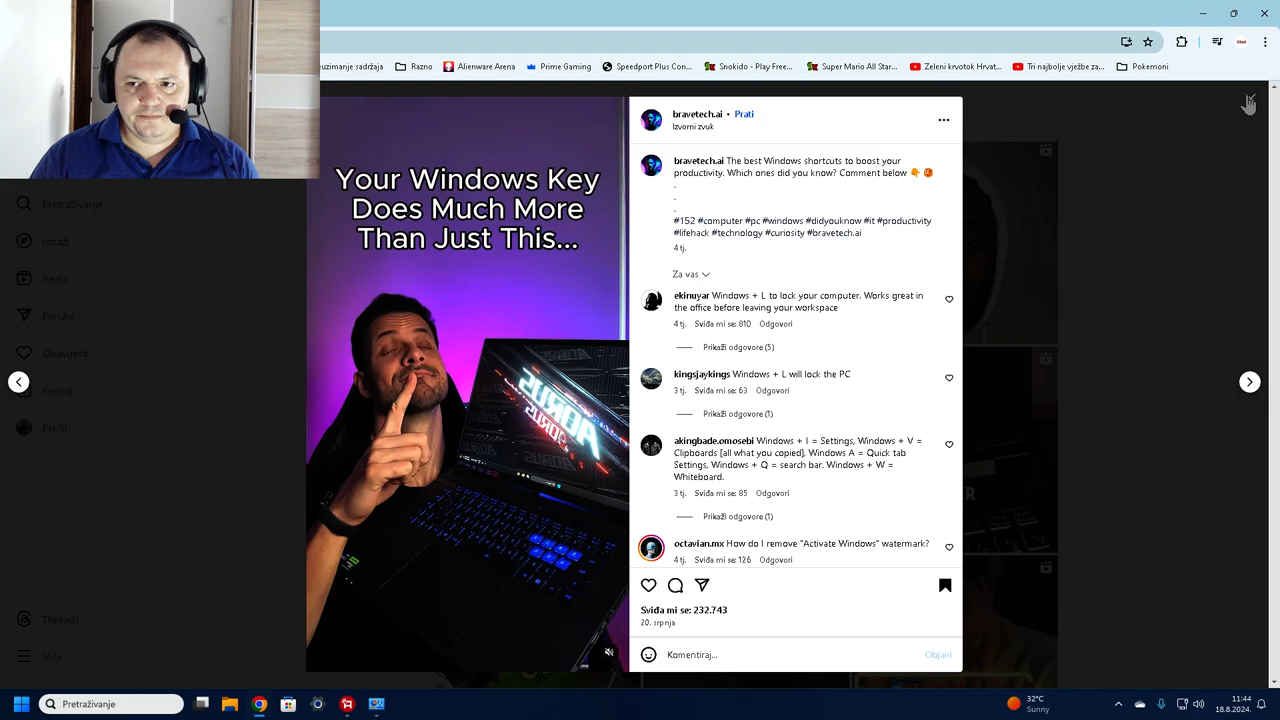 euzimanje sadržaja
Razno
Alienware Arena
Prime Gaming
Speedport Plus Con...
Snokido - Play Free...
Super Mario All Star...
Zeleni krvotok Hrvat...
Tri najbolje vježbe za...
Pokemoni
Pretraživanje
Istraži
Reels
Poruke
Obavijesti
Kreiraj
Profil
Threads
Više
Your Windows Key
Does Much More
Than Just This...
AORUS
bravetech.ai • Prati
Izvorni zvuk
bravetech.ai The best Windows shortcuts to boost your
productivity. Which ones did you know? Comment below 👇 🥵
.
.
.
#152 #computer #pc #windows #didyouknow #it #productivity
#lifehack #technology #curiosity #bravetech.ai
4 tj.
Za vas
ekinuyar Windows + L to lock your computer. Works great in
the office before leaving your workspace
4 tj. Sviđa mi se: 810 Odgovori
Prikaži odgovore (5)
kingsjaykings Windows + L will lock the PC
3 tj. Sviđa mi se: 63 Odgovori
Prikaži odgovore (1)
akingbade.omosebi Windows + I = Settings, Windows + V =
Clipboards [all what you copied], Windows A = Quick tab
Settings, Windows + Q = search bar. Windows + W =
Whiteboard.
3 tj. Sviđa mi se: 85 Odgovori
Prikaži odgovore (1)
octavian.mx How do I remove "Activate Windows" watermark?
4 tj. Sviđa mi se: 126 Odgovori
Sviđa mi se: 232.743
20. srpnja
Komentiraj...
Objavi
Pretraživanje
32°C
Sunny
11:44
18.8.2024.